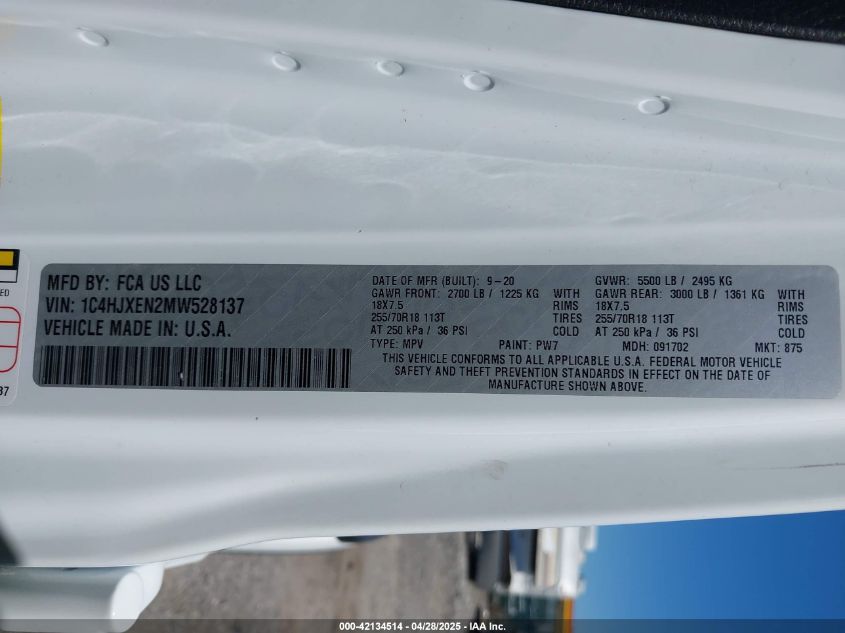 MFD BY: FCA US LLC
VIN: 1C4HJXEN2MW528137
VEHICLE MADE IN: U.S.A.
DATE OF MFR (BUILT): 9-20 GVWR: 5500 LB / 2495 KG
GAWR FRONT: 2700 LB / 1225 KG WITH GAWR REAR: 3000 LB / 1361 KG WITH
18X7.5 RIMS 18X7.5 RIMS
255/70R18 113T TIRES 255/70R18 113T TIRES
AT 250 kPa / 36 PSI COLD AT 250 kPa / 36 PSI COLD
TYPE: MPV PAINT: PW7 MDH: 091702 MKT: 875
THIS VEHICLE CONFORMS TO ALL APPLICABLE U.S.A. FEDERAL MOTOR VEHICLE
SAFETY AND THEFT PREVENTION STANDARDS IN EFFECT ON THE DATE OF
MANUFACTURE SHOWN ABOVE.
37
000-42134514 - 04/28/2025 - IAA Inc.